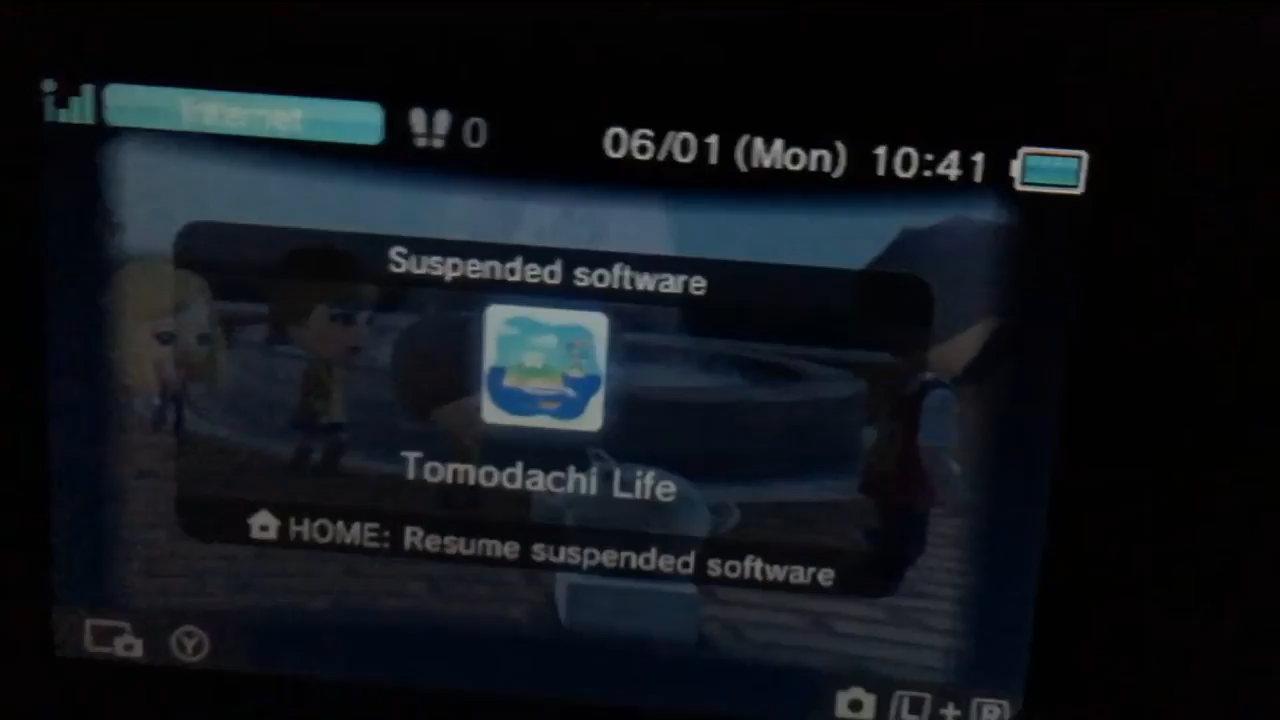 Internet 0 06/01 (Mon) 10:41
Suspended software
Tomodachi Life
HOME: Resume suspended software
Y
L + R